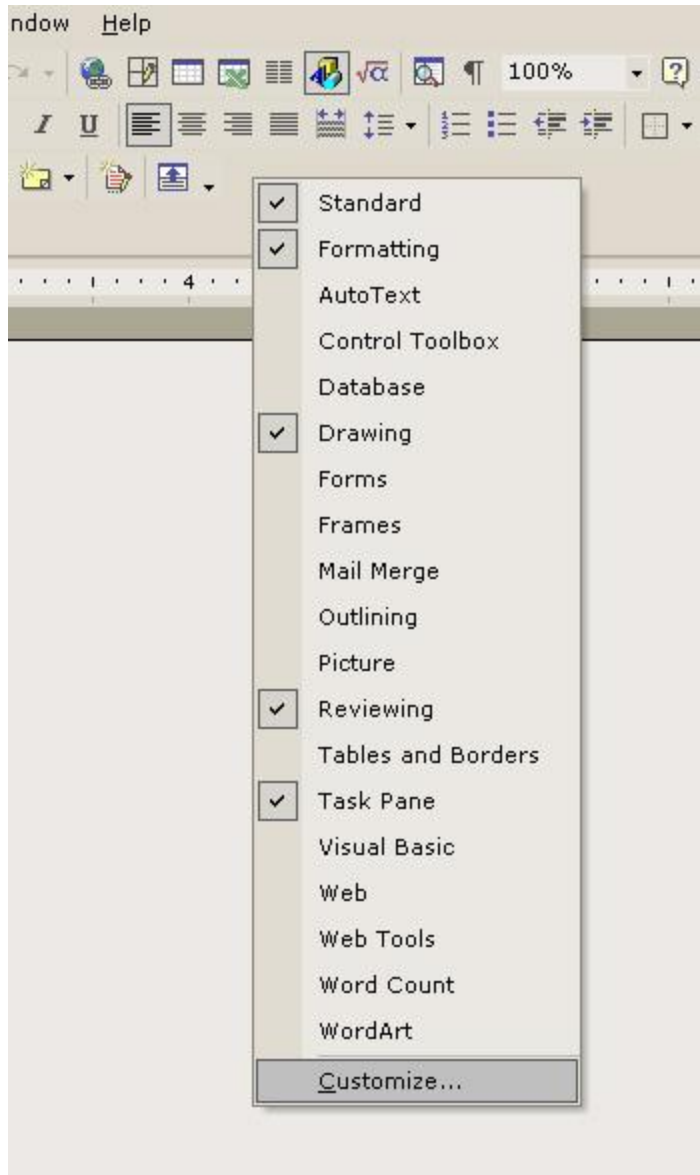 ndow Help
100%
I U
4
Standard
Formatting
AutoText
Control Toolbox
Database
Drawing
Forms
Frames
Mail Merge
Outlining
Picture
Reviewing
Tables and Borders
Task Pane
Visual Basic
Web
Web Tools
Word Count
WordArt
Customize...